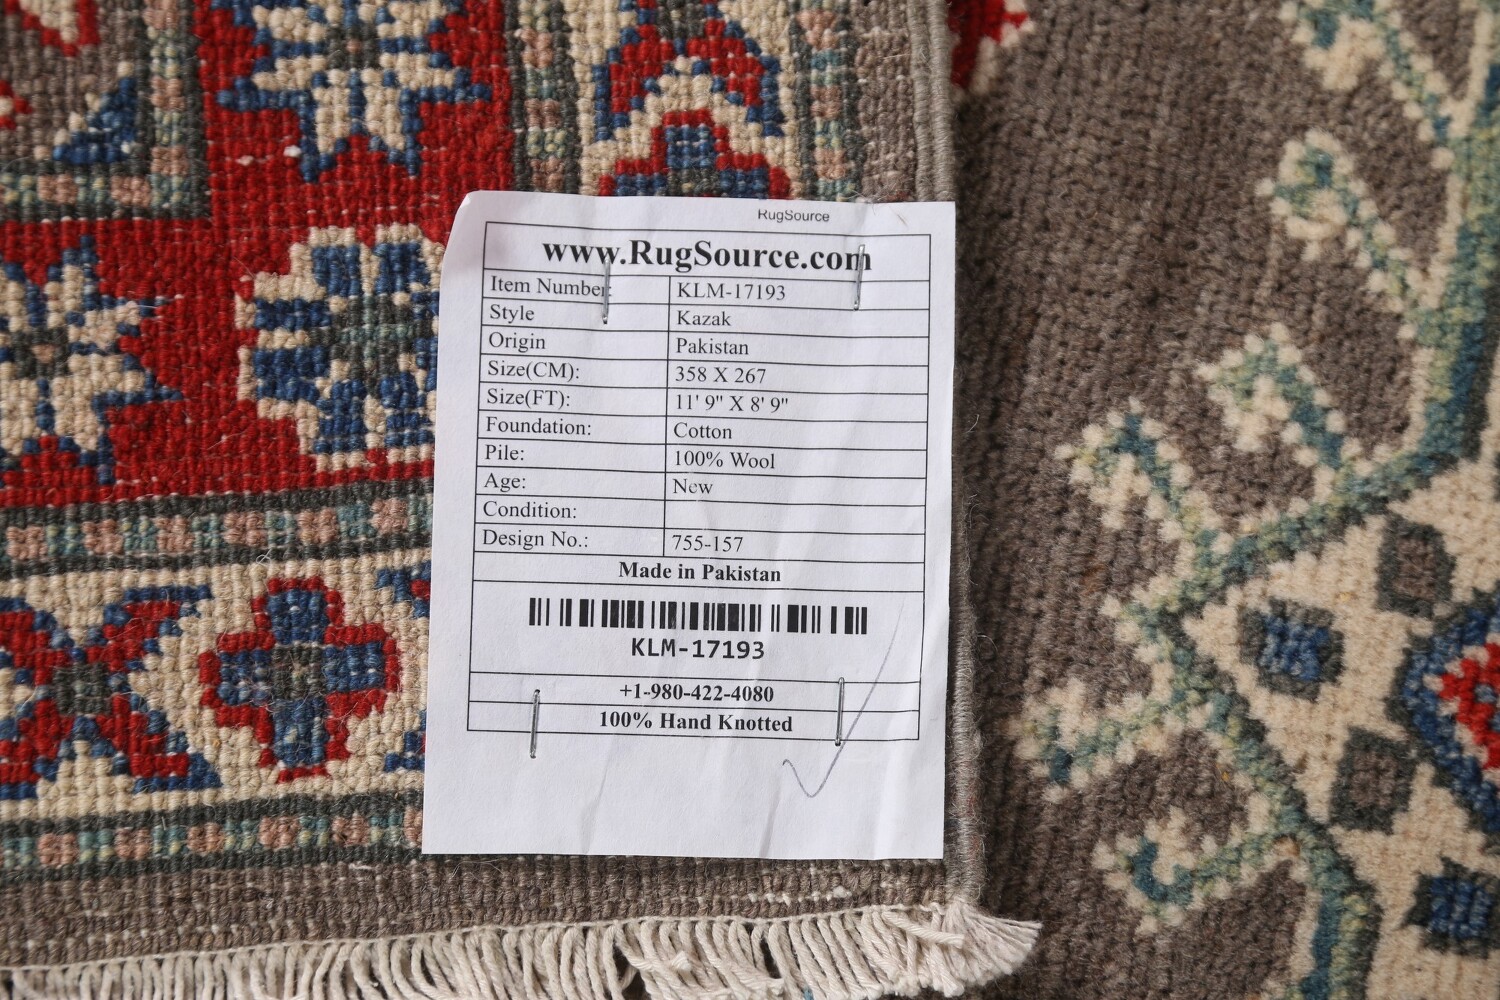 RugSource
www.RugSource.com
Item Number: KLM-17193
Style Kazak
Origin Pakistan
Size(CM): 358 X 267
Size(FT): 11' 9" X 8' 9"
Foundation: Cotton
Pile: 100% Wool
Age: New
Condition:
Design No.: 755-157
Made in Pakistan
KLM-17193
+1-980-422-4080
100% Hand Knotted